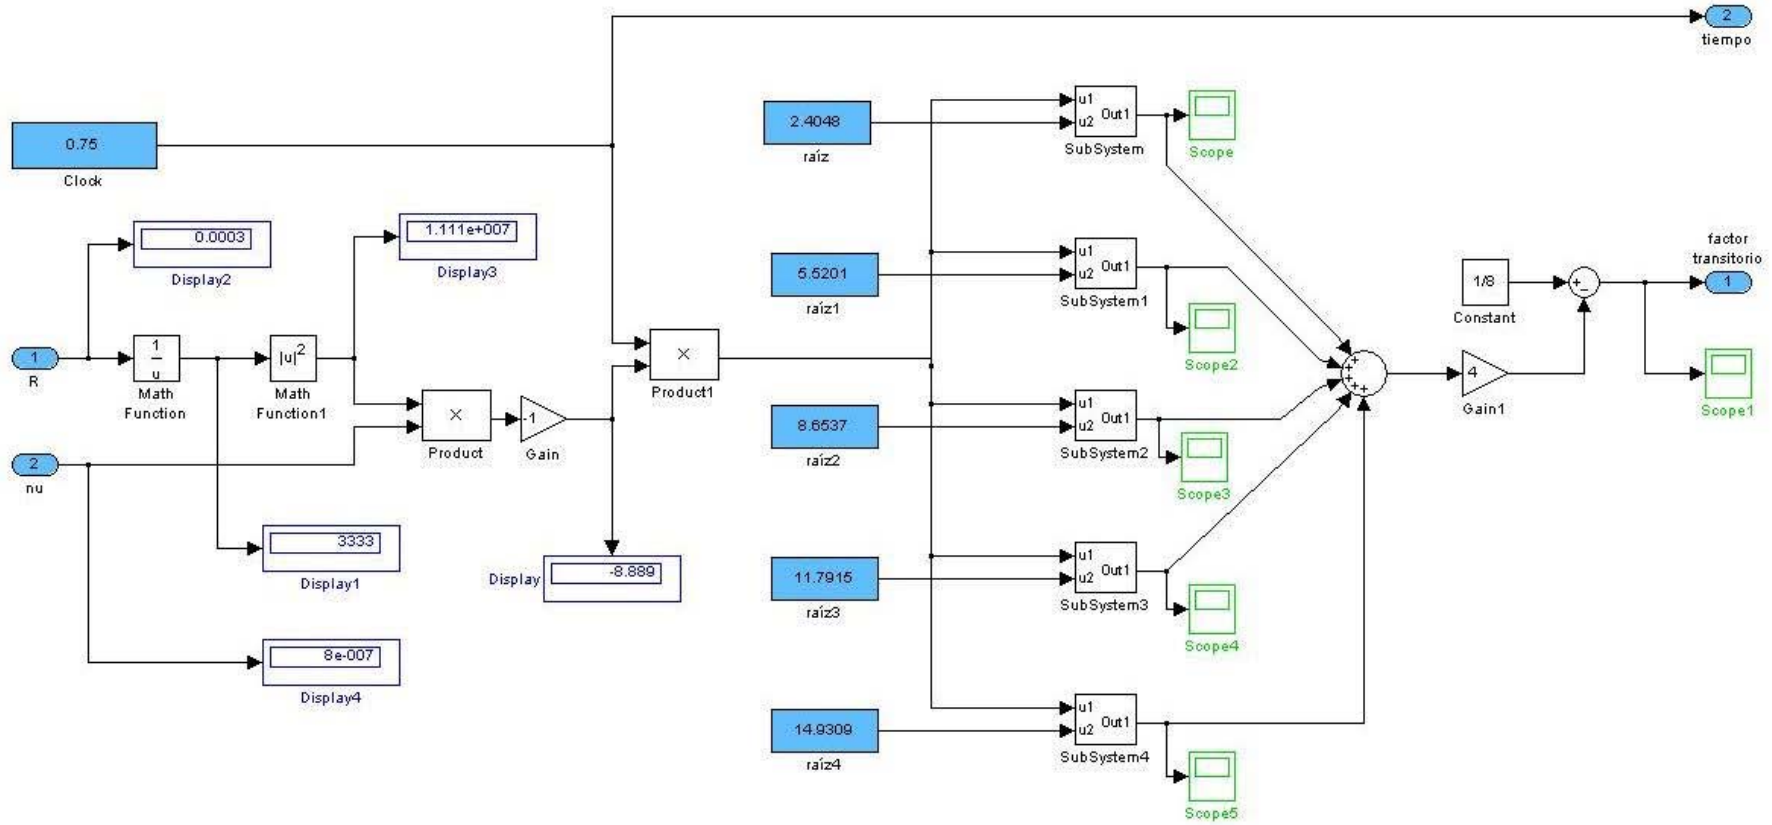 2
tiempo
0.75
Clock
2.4048
raíz
u1
u2
Out1
SubSystem
Scope
0.0003
Display2
1.111e+007
Display3
5.5201
raíz1
u1
u2
Out1
SubSystem1
Scope2
1/8
Constant
+
−
factor
transitorio
1
Scope1
1
R
1
u
Math
Function
|u|2
Math
Function1
×
Product
-1
Gain
×
Product1
2
nu
8.6537
raíz2
u1
u2
Out1
SubSystem2
Scope3
+
+
+
+
+
4
Gain1
3333
Display1
Display
-8.889
11.7915
raíz3
u1
u2
Out1
SubSystem3
Scope4
8e-007
Display4
14.9309
raíz4
u1
u2
Out1
SubSystem4
Scope5